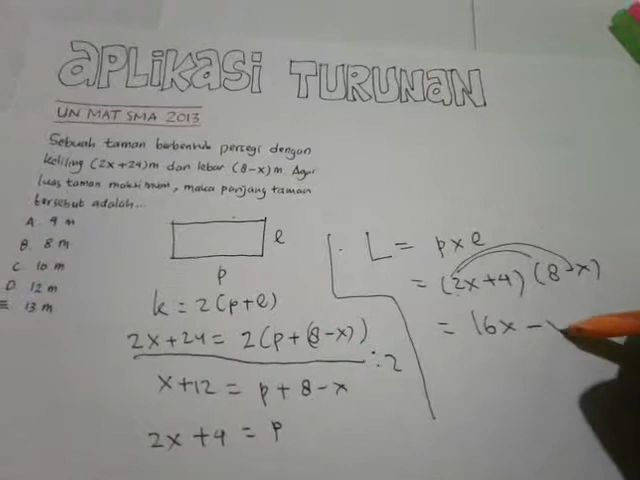 APLIKASI TURUNAN
UN MAT SMA 2013
Sebuah taman berbentuk persegi dengan
keliling (2x+24)m dan lebar (8-x)m. Agar
luas taman maksimum, maka panjang taman
tersebut adalah...
A. 4 m
B. 8 m
C. 10 m
D. 12 m
E. 13 m
l
p
k = 2(p+l)
2x+24 = 2(p+(8-x))
:2
x+12 = p+8-x
2x+4 = p
L = p x l
= (2x+4)(8-x)
= 16x -